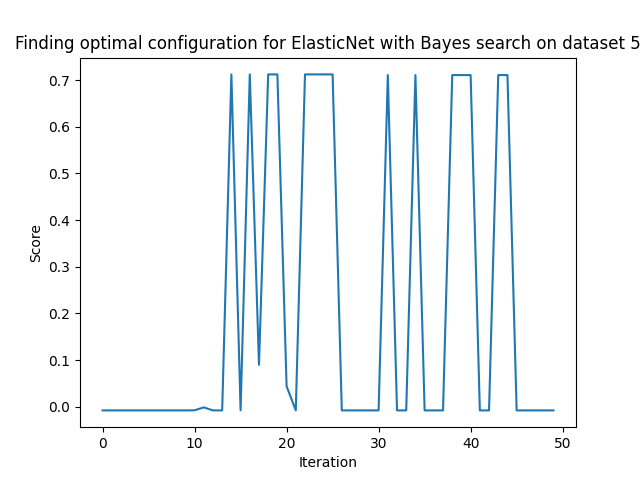 Finding optimal configuration for ElasticNet with Bayes search on dataset 5
0.7
0.6
0.5
0.4
0.3
0.2
0.1
0.0
Score
0 10 20 30 40 50
Iteration